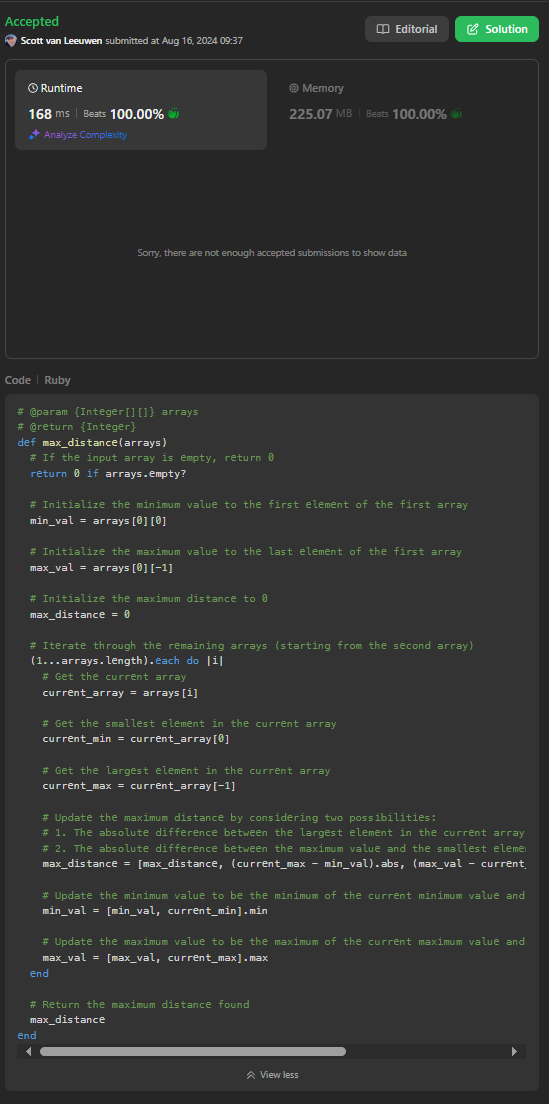 Accepted
Editorial
Solution
Scott van Leeuwen submitted at Aug 16, 2024 09:37
Runtime
168 ms | Beats 100.00%
Analyze Complexity
Memory
225.07 MB | Beats 100.00%
Sorry, there are not enough accepted submissions to show data
Code | Ruby
# @param {Integer[][]} arrays
# @return {Integer}
def max_distance(arrays)
  # If the input array is empty, return 0
  return 0 if arrays.empty?

  # Initialize the minimum value to the first element of the first array
  min_val = arrays[0][0]

  # Initialize the maximum value to the last element of the first array
  max_val = arrays[0][-1]

  # Initialize the maximum distance to 0
  max_distance = 0

  # Iterate through the remaining arrays (starting from the second array)
  (1...arrays.length).each do |i|
    # Get the current array
    current_array = arrays[i]

    # Get the smallest element in the current array
    current_min = current_array[0]

    # Get the largest element in the current array
    current_max = current_array[-1]

    # Update the maximum distance by considering two possibilities:
    # 1. The absolute difference between the largest element in the current array
    # 2. The absolute difference between the maximum value and the smallest eleme
    max_distance = [max_distance, (current_max - min_val).abs, (max_val - current_

    # Update the minimum value to be the minimum of the current minimum value and
    min_val = [min_val, current_min].min

    # Update the maximum value to be the maximum of the current maximum value and
    max_val = [max_val, current_max].max
  end

  # Return the maximum distance found
  max_distance
end
View less